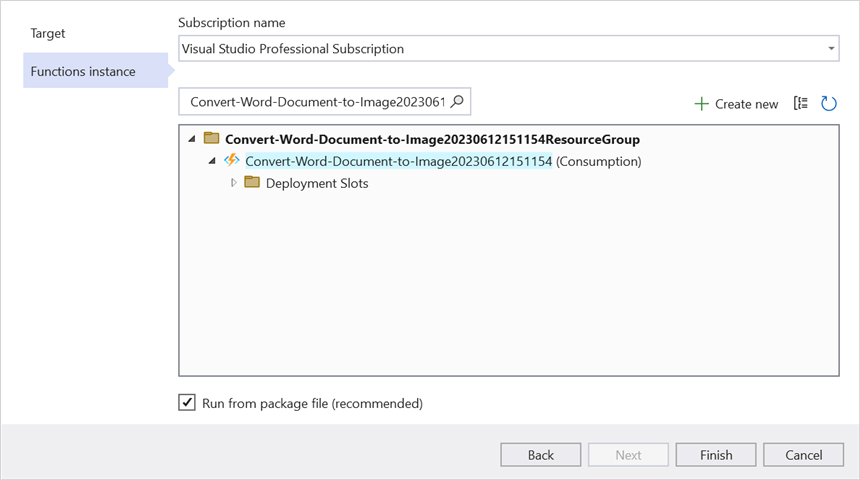 Target
Functions instance
Subscription name
Visual Studio Professional Subscription
Convert-Word-Document-to-Image2023061
Create new
Convert-Word-Document-to-Image20230612151154ResourceGroup
Convert-Word-Document-to-Image20230612151154 (Consumption)
Deployment Slots
Run from package file (recommended)
Back
Next
Finish
Cancel